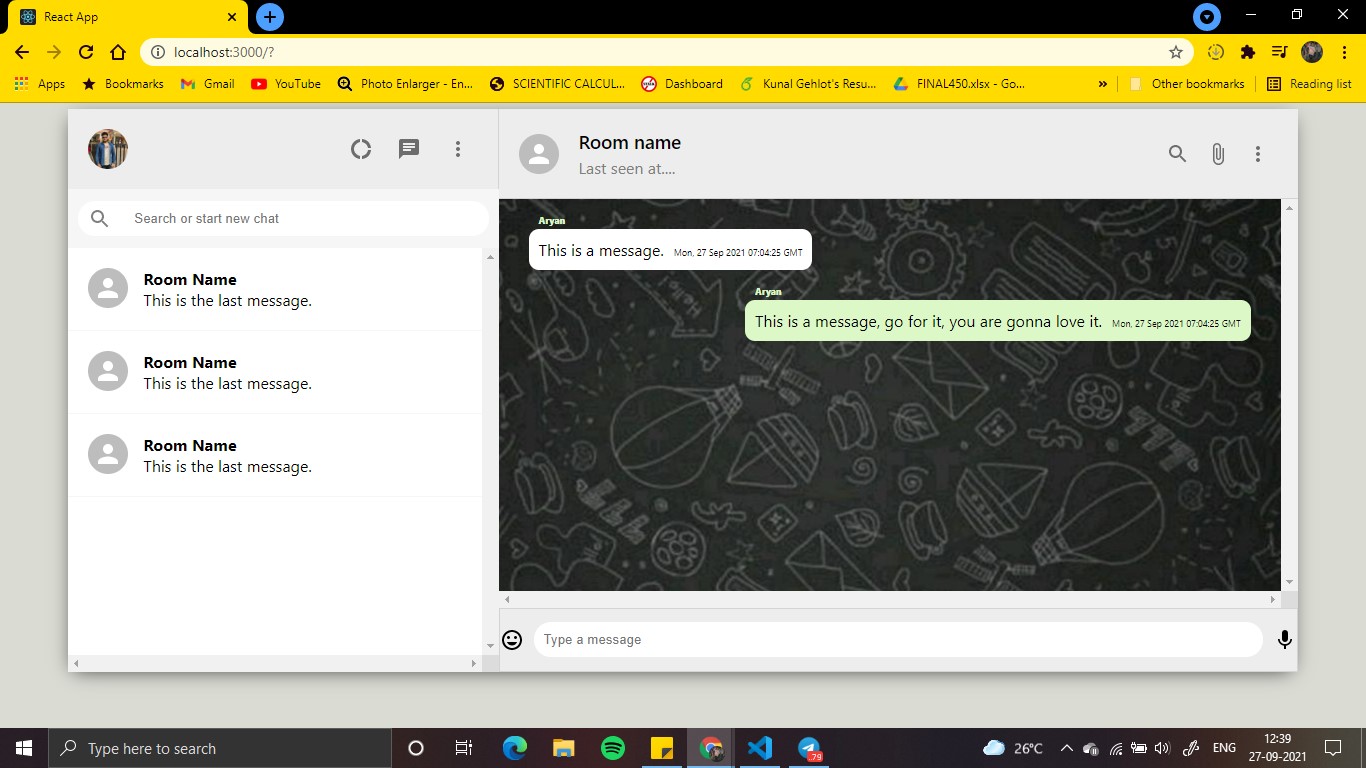 React App
localhost:3000/?
Apps
Bookmarks
Gmail
YouTube
Photo Enlarger - En...
SCIENTIFIC CALCUL...
Dashboard
Kunal Gehlot's Resu...
FINAL450.xlsx - Go...
»
Other bookmarks
Reading list
Search or start new chat
Room Name
This is the last message.
Room Name
This is the last message.
Room Name
This is the last message.
Room name
Last seen at....
Aryan
This is a message. Mon, 27 Sep 2021 07:04:25 GMT
Aryan
This is a message, go for it, you are gonna love it. Mon, 27 Sep 2021 07:04:25 GMT
Type a message
Type here to search
.79
26°C
ENG
12:39
27-09-2021